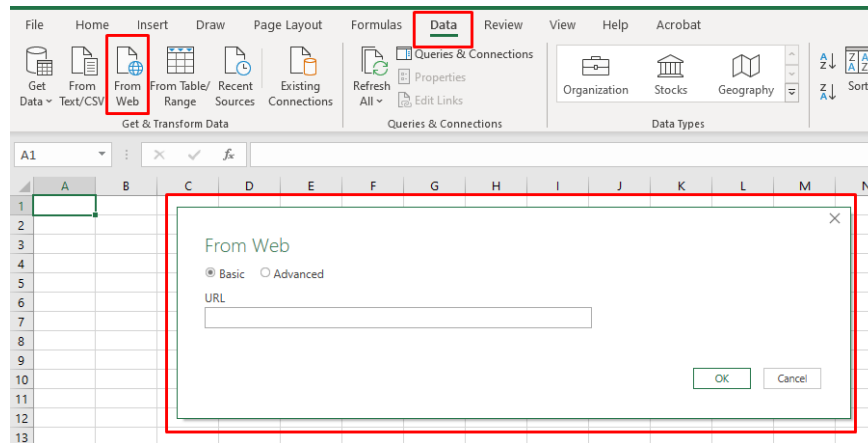 File Home Insert Draw Page Layout Formulas Data Review View Help Acrobat
Get Data
From Text/CSV
From Web
From Table/ Range
Recent Sources
Existing Connections
Refresh All
Queries & Connections
Properties
Edit Links
Organization
Stocks
Geography
A Z
Z A
Z A
A Z
Sort
Get & Transform Data
Queries & Connections
Data Types
A1
fx
A B C D E F G H I J K L M N
1
2
3
4
5
6
7
8
9
10
11
12
13
From Web
Basic Advanced
URL
OK Cancel